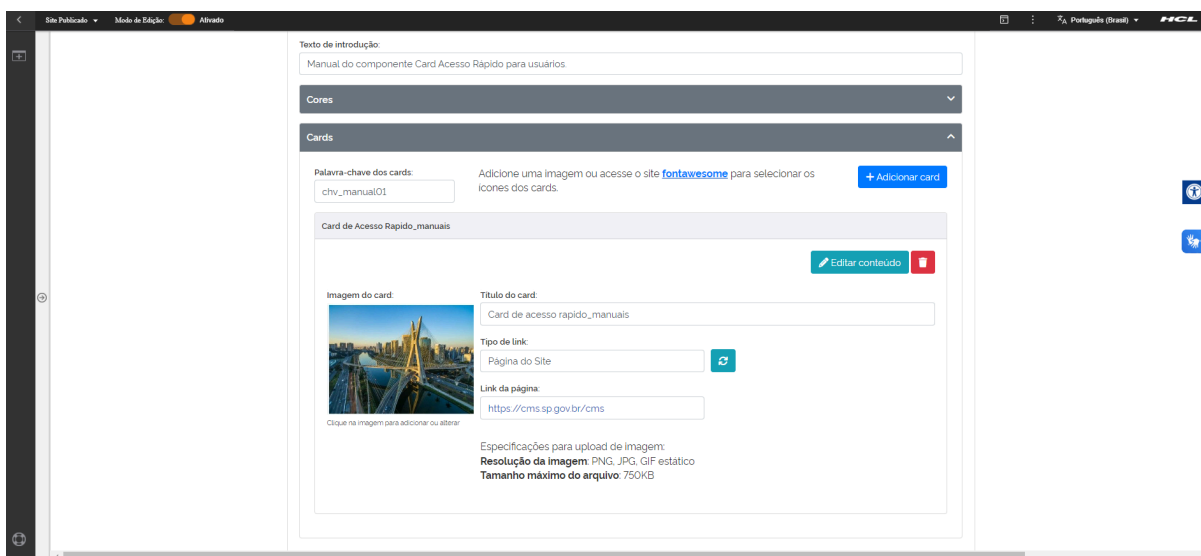 Site Publicado
Modo de Edição:
Ativado
Português (Brasil)
HCL
Texto de introdução:
Manual do componente Card Acesso Rápido para usuários
Cores
Cards
Palavra-chave dos cards:
chv_manual01
Adicione uma imagem ou acesse o site fontawesome para selecionar os
ícones dos cards.
+ Adicionar card
Card de Acesso Rapido_manuais
Editar conteúdo
Imagem do card:
Clique na imagem para adicionar ou alterar
Título do card:
Card de acesso rapido_manuais
Tipo de link:
Página do Site
Link da página:
https://cms.sp.gov.br/cms
Especificações para upload de imagem:
Resolução da imagem: PNG, JPG, GIF estático
Tamanho máximo do arquivo: 750KB